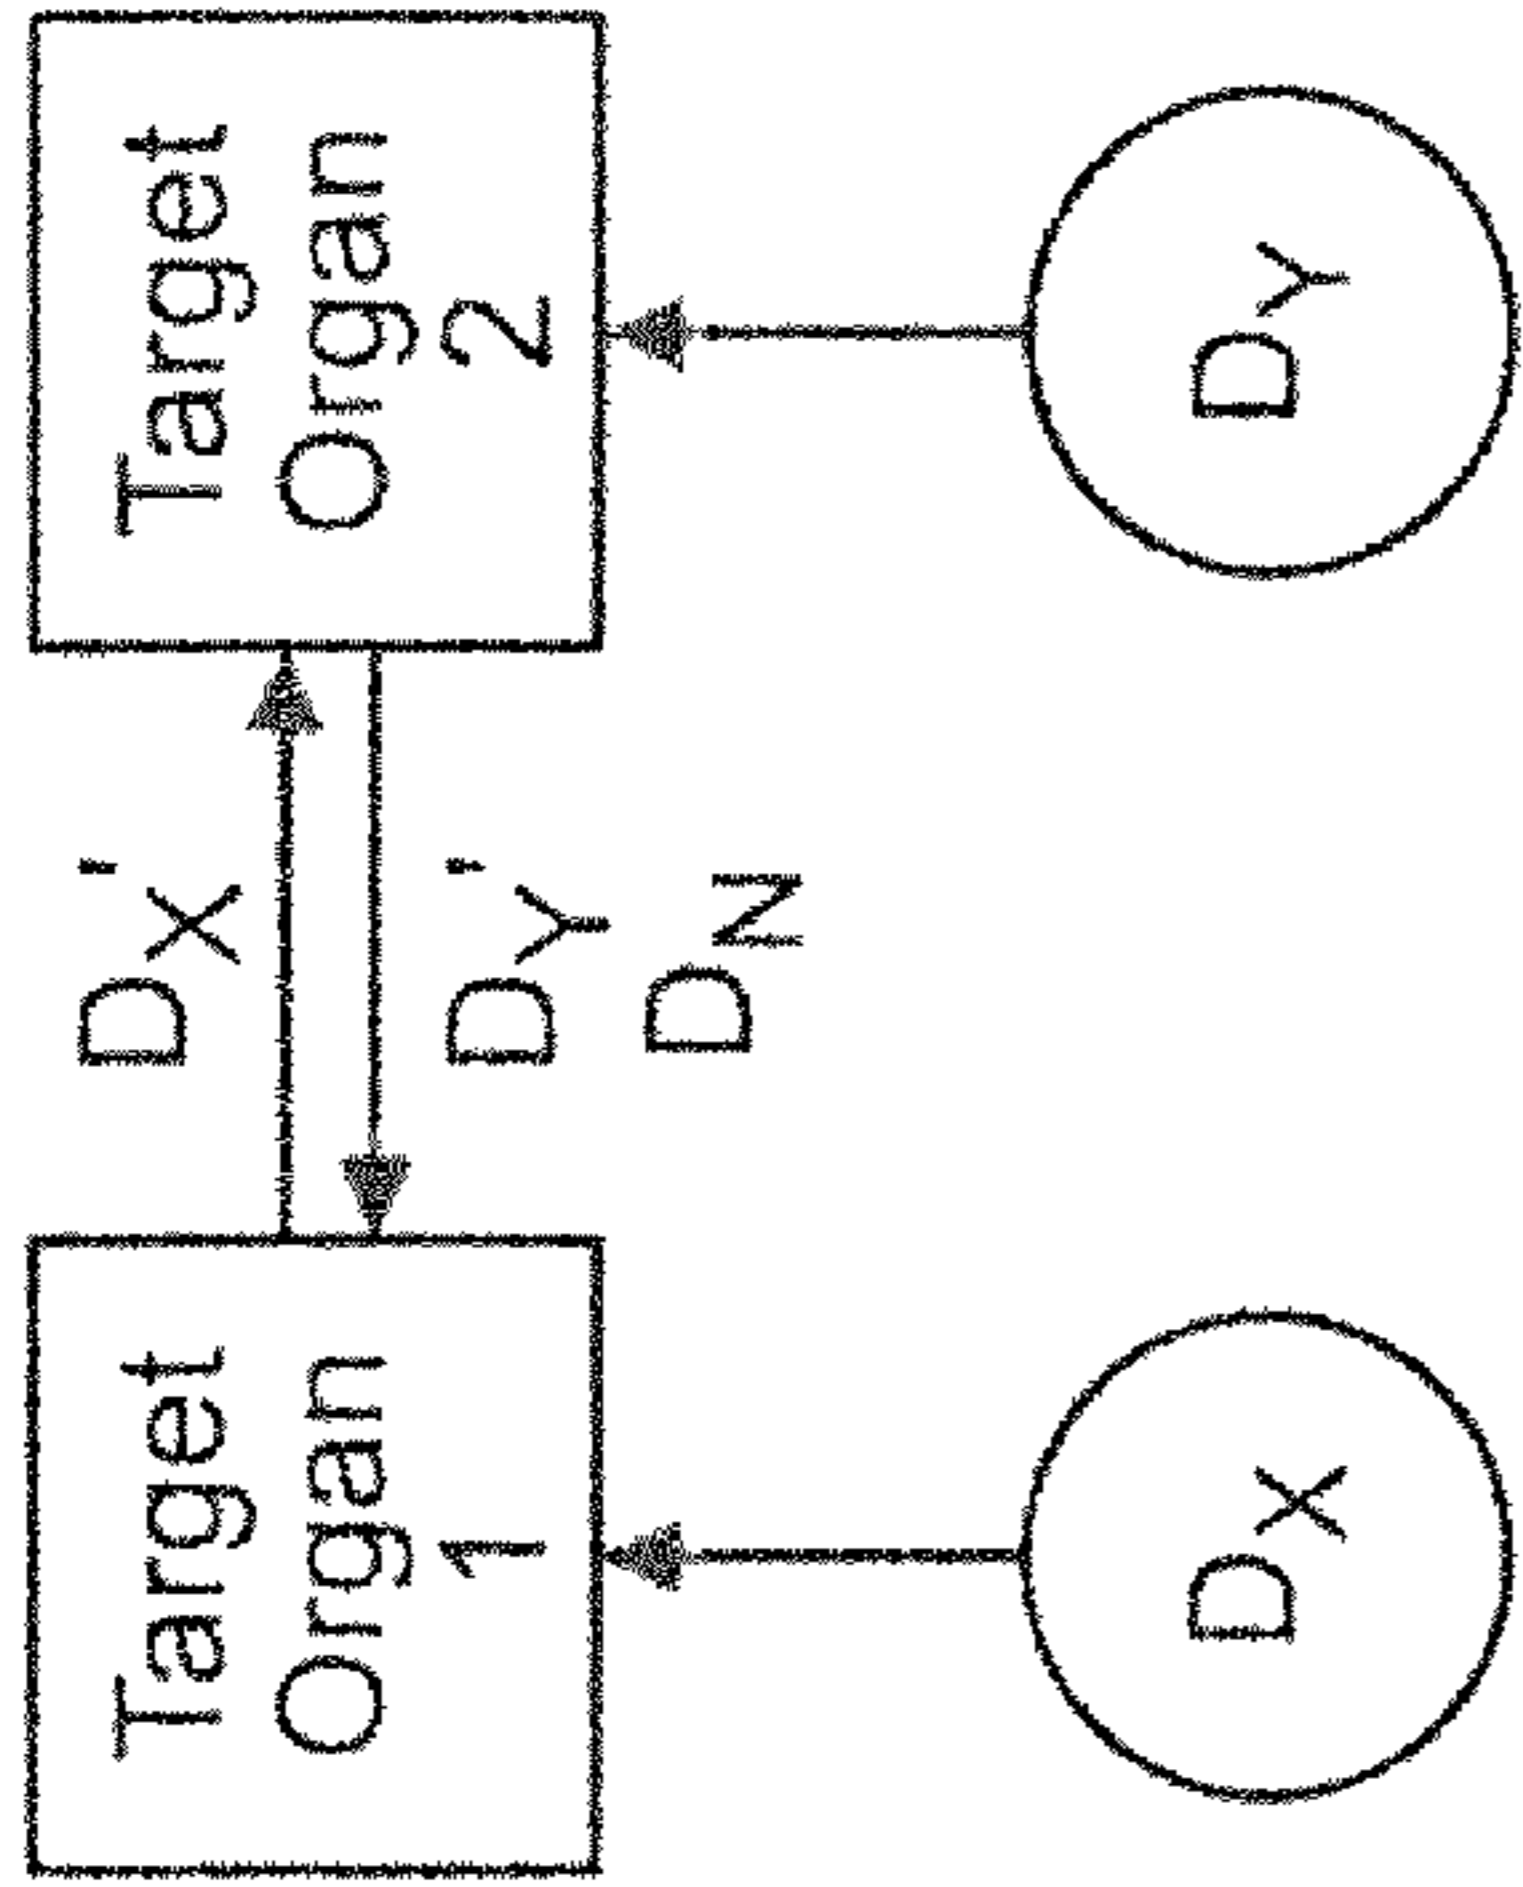 Target
Organ
1
DX'
DY'
DN
Target
Organ
2
DX
DY